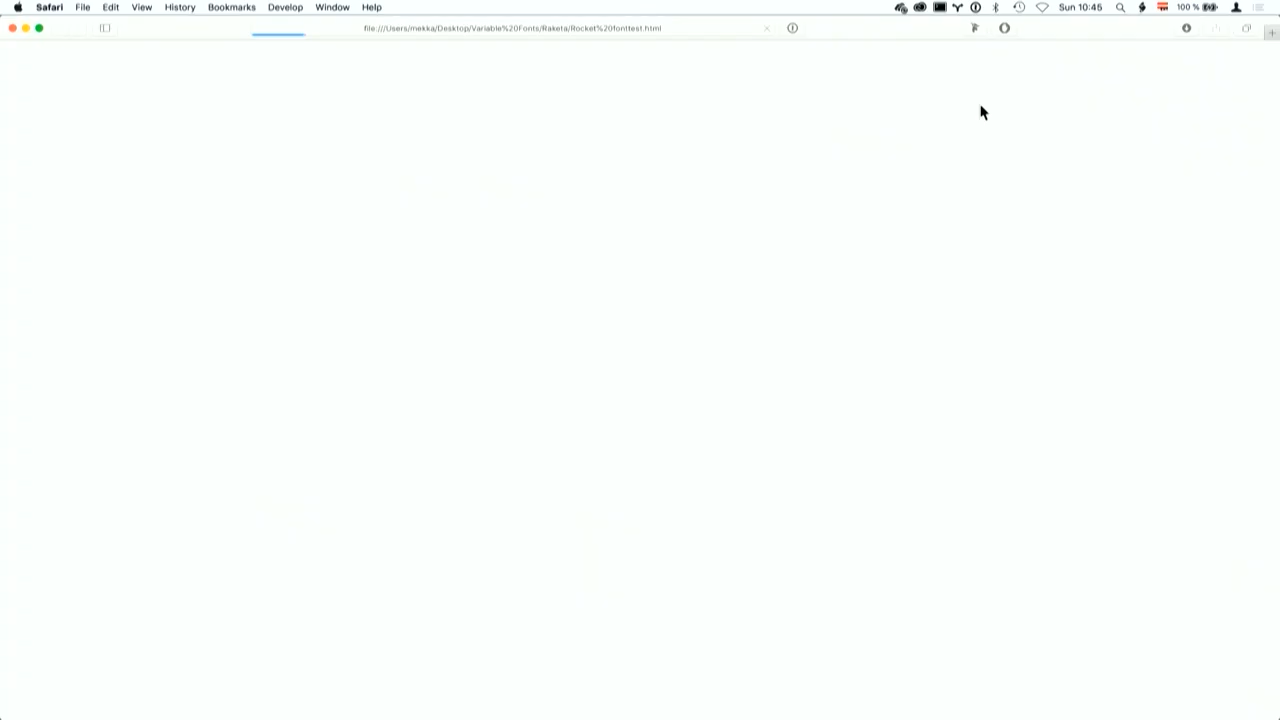 Safari File Edit View History Bookmarks Develop Window Help Sun 10:45 100 %
file:///Users/mekka/Desktop/Variable%20Fonts/Raketa/Rocket%20fonttest.html